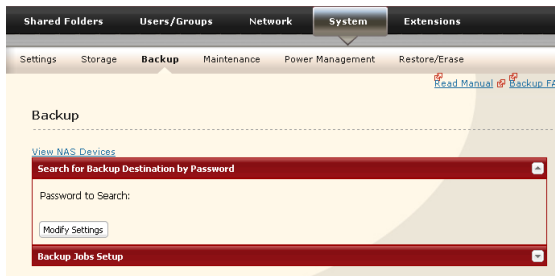 Shared Folders Users/Groups Network System Extensions
Settings Storage Backup Maintenance Power Management Restore/Erase
Read Manual Backup FA
Backup
View NAS Devices
Search for Backup Destination by Password
Password to Search:
Modify Settings
Backup Jobs Setup